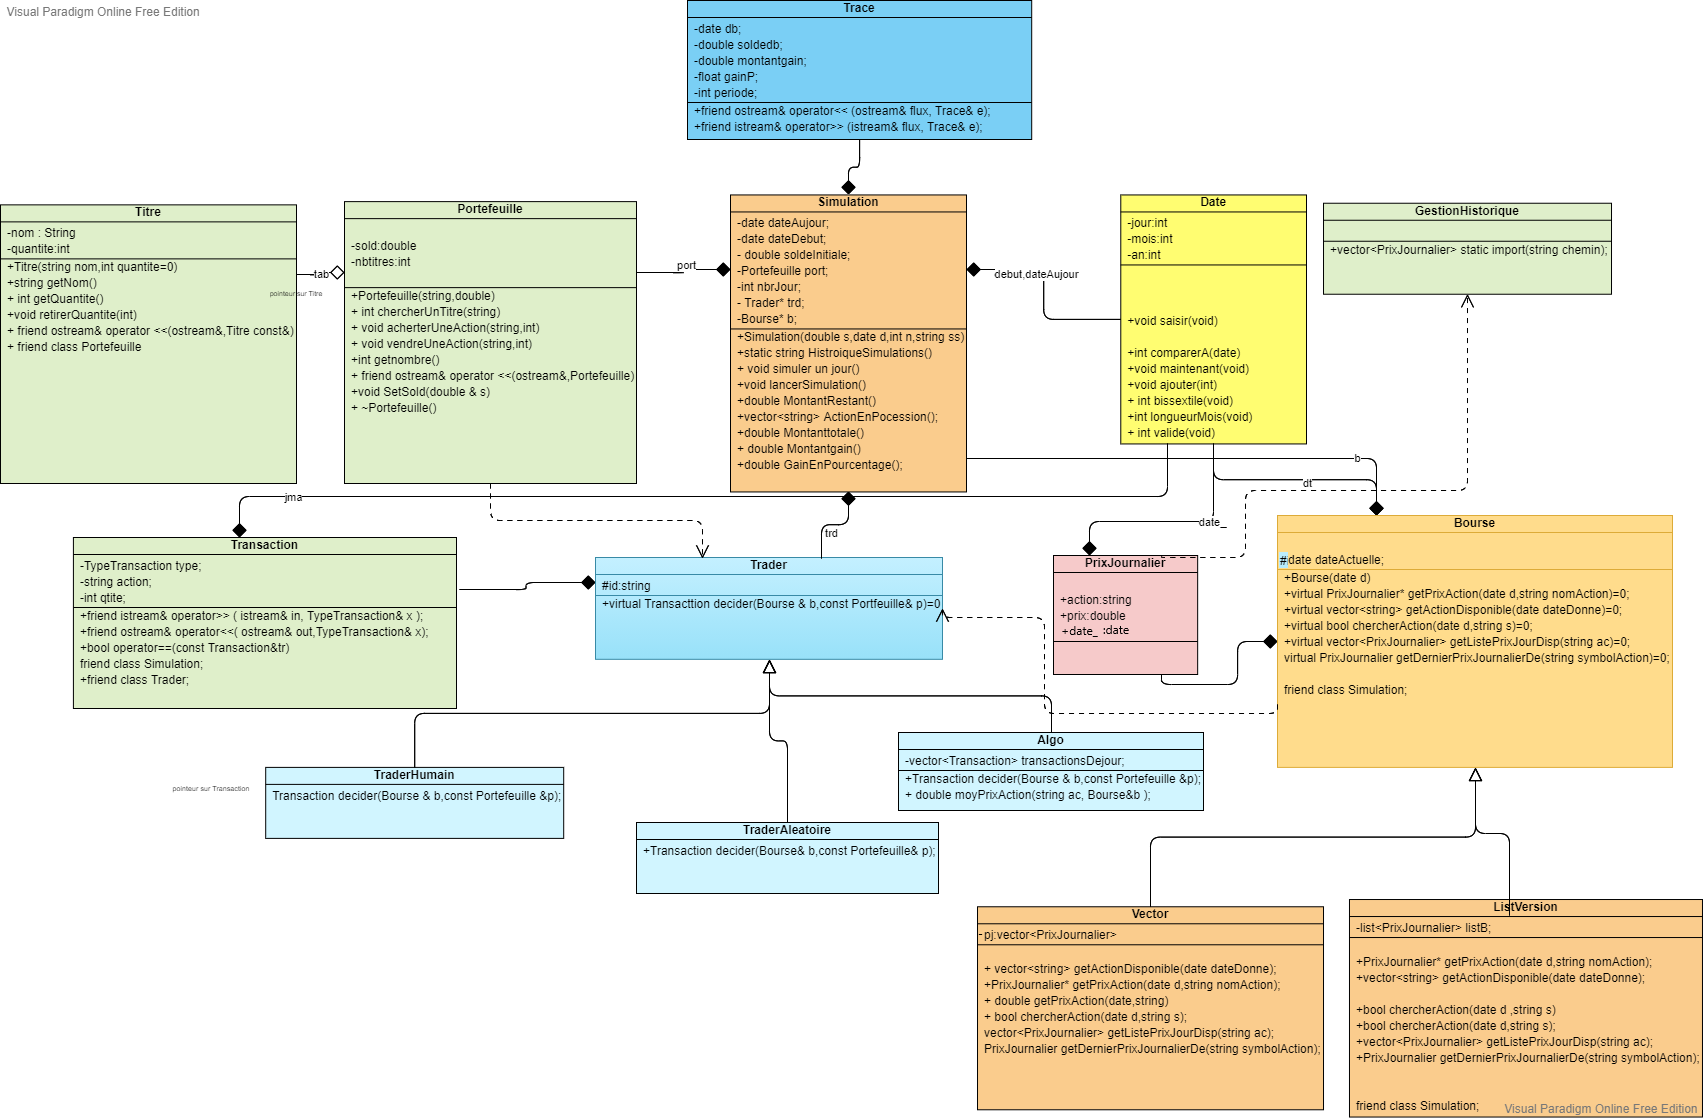 Visual Paradigm Online Free Edition
Trace
-date db;
-double soldedb;
-double montantgain;
-float gainP;
-int periode;
+friend ostream& operator<< (ostream& flux, Trace& e);
+friend istream& operator>> (istream& flux, Trace& e);
Titre
-nom : String
-quantite:int
+Titre(string nom,int quantite=0)
+string getNom()
+ int getQuantite()
+void retirerQuantite(int)
+ friend ostream& operator <<(ostream&,Titre const&)
+ friend class Portefeuille
tab
pointeur sur Titre
Portefeuille
-sold:double
-nbtitres:int
+Portefeuille(string,double)
+ int chercherUnTitre(string)
+ void acherterUneAction(string,int)
+ void vendreUneAction(string,int)
+int getnombre()
+ friend ostream& operator <<(ostream&,Portefeuille)
+void SetSold(double & s)
+ ~Portefeuille()
port
Simulation
-date dateAujour;
-date dateDebut;
- double soldeInitiale;
-Portefeuille port;
-int nbrJour;
- Trader* trd;
-Bourse* b;
+Simulation(double s,date d,int n,string ss)
+static string HistroiqueSimulations()
+ void simuler un jour()
+void lancerSimulation()
+double MontantRestant()
+vector<string> ActionEnPocession();
+double Montanttotale()
+ double Montantgain()
+double GainEnPourcentage();
debut,dateAujour
Date
-jour:int
-mois:int
-an:int
+void saisir(void)
+int comparerA(date)
+void maintenant(void)
+void ajouter(int)
+ int bissextile(void)
+int longueurMois(void)
+ int valide(void)
GestionHistorique
+vector<PrixJournalier> static import(string chemin);
b
dt
jma
trd
date_
Transaction
-TypeTransaction type;
-string action;
-int qtite;
+friend istream& operator>> ( istream& in, TypeTransaction& x );
+friend ostream& operator<<( ostream& out,TypeTransaction& x);
+bool operator==(const Transaction&tr)
friend class Simulation;
+friend class Trader;
Trader
#id:string
+virtual Transacttion decider(Bourse & b,const Portfeuille& p)=0
PrixJournalier
+action:string
+prix:double
+date_ :date
Bourse
#date dateActuelle;
+Bourse(date d)
+virtual PrixJournalier* getPrixAction(date d,string nomAction)=0;
+virtual vector<string> getActionDisponible(date dateDonne)=0;
+virtual bool chercherAction(date d,string s)=0;
+virtual vector<PrixJournalier> getListePrixJourDisp(string ac)=0;
virtual PrixJournalier getDernierPrixJournalierDe(string symbolAction)=0;
friend class Simulation;
TraderHumain
Transaction decider(Bourse & b,const Portefeuille &p);
pointeur sur Transaction
TraderAleatoire
+Transaction decider(Bourse& b,const Portefeuille& p);
Algo
-vector<Transaction> transactionsDejour;
+Transaction decider(Bourse & b,const Portefeuille &p);
+ double moyPrixAction(string ac, Bourse&b );
Vector
-pj:vector<PrixJournalier>
+ vector<string> getActionDisponible(date dateDonne);
+PrixJournalier* getPrixAction(date d,string nomAction);
+ double getPrixAction(date,string)
+ bool chercherAction(date d,string s);
vector<PrixJournalier> getListePrixJourDisp(string ac);
PrixJournalier getDernierPrixJournalierDe(string symbolAction);
ListVersion
-list<PrixJournalier> listB;
+PrixJournalier* getPrixAction(date d,string nomAction);
+vector<string> getActionDisponible(date dateDonne);
+bool chercherAction(date d ,string s)
+bool chercherAction(date d,string s);
+vector<PrixJournalier> getListePrixJourDisp(string ac);
+PrixJournalier getDernierPrixJournalierDe(string symbolAction);
friend class Simulation;
Visual Paradigm Online Free Edition